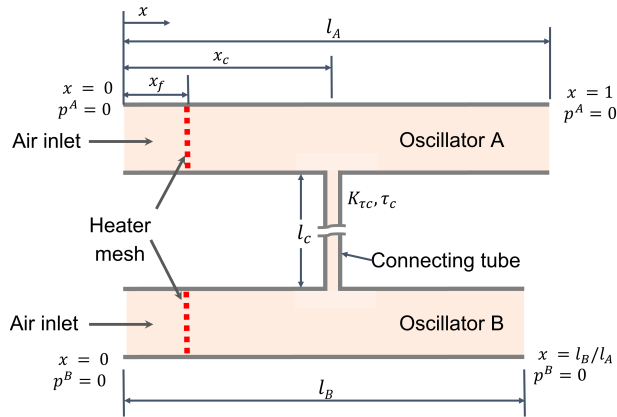 x
l_A
x_c
x_f
x = 0
p^A = 0
x = 1
p^A = 0
Air inlet
Oscillator A
K_τc, τ_c
Heater
mesh
l_c
Connecting tube
Air inlet
Oscillator B
x = 0
p^B = 0
x = l_B/l_A
p^B = 0
l_B